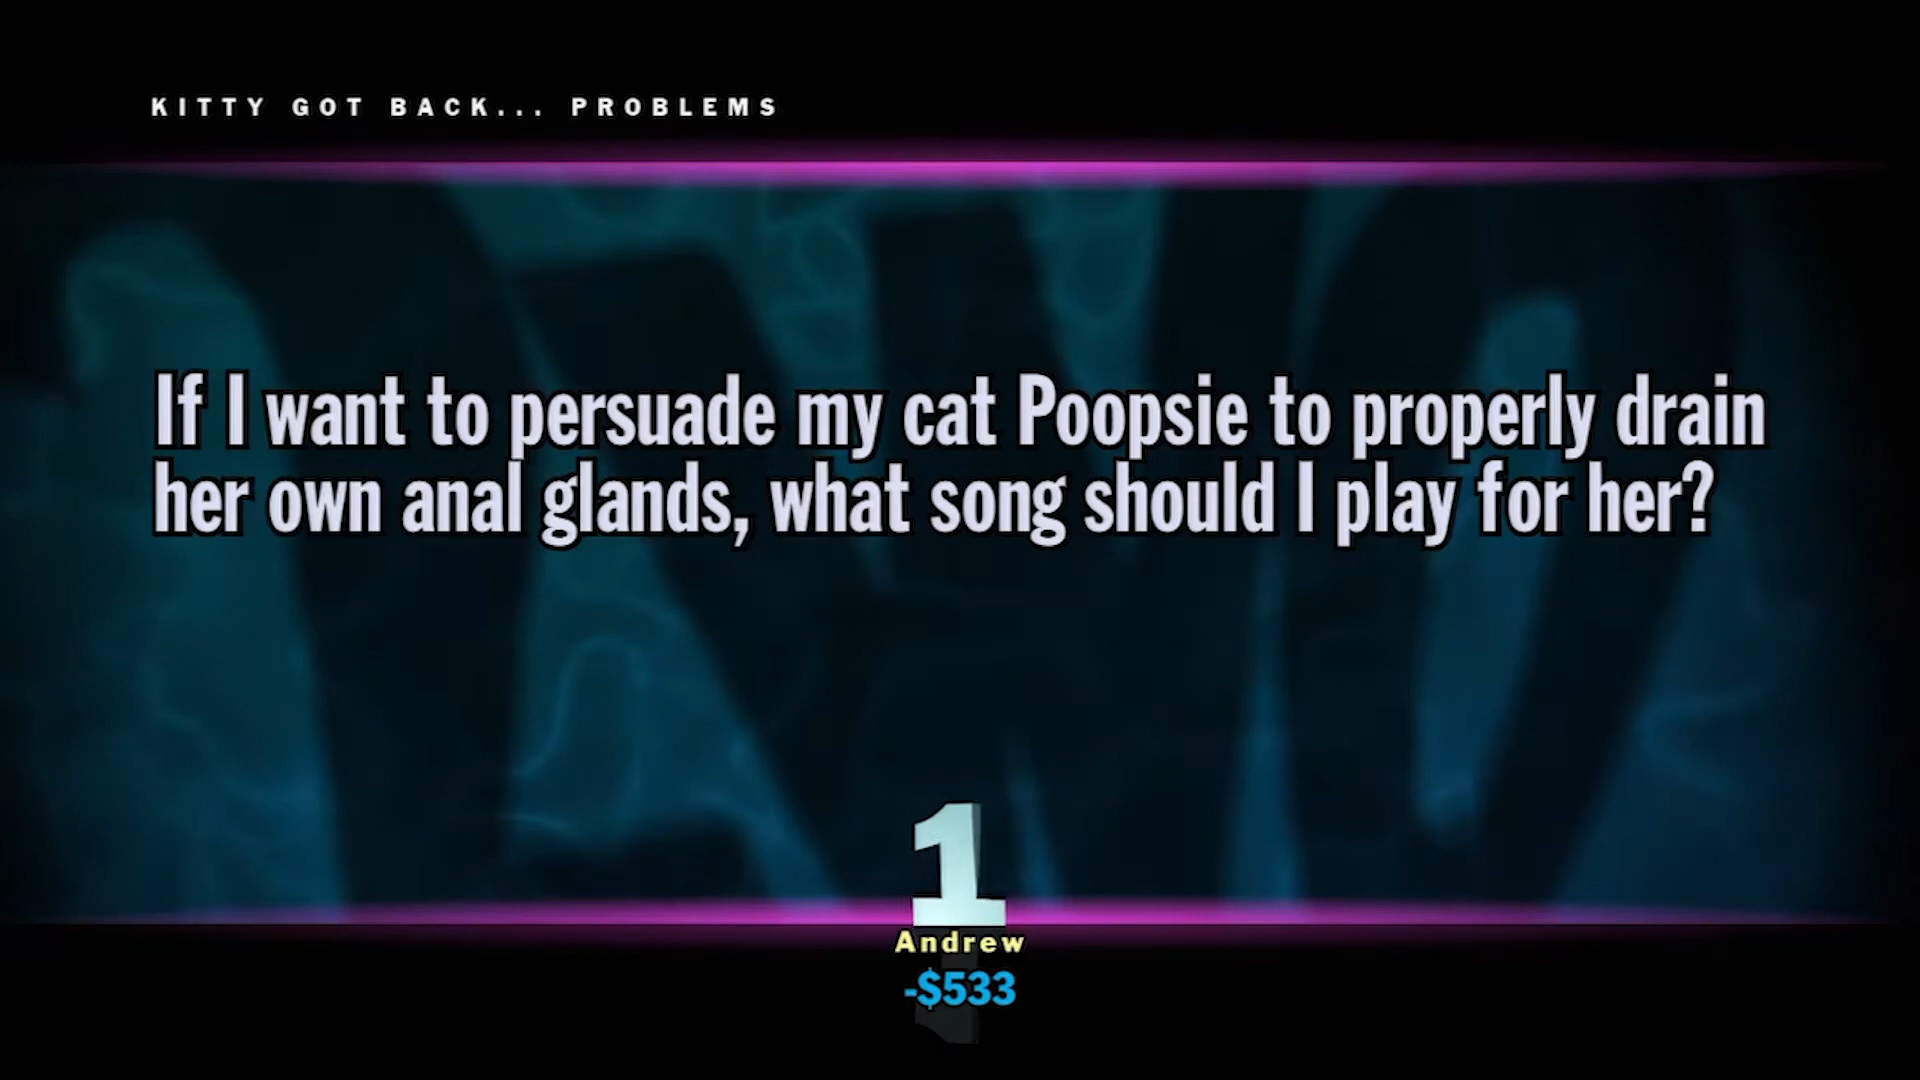 KITTY GOT BACK... PROBLEMS
If I want to persuade my cat Poopsie to properly drain
her own anal glands, what song should I play for her?
1
Andrew
-$533